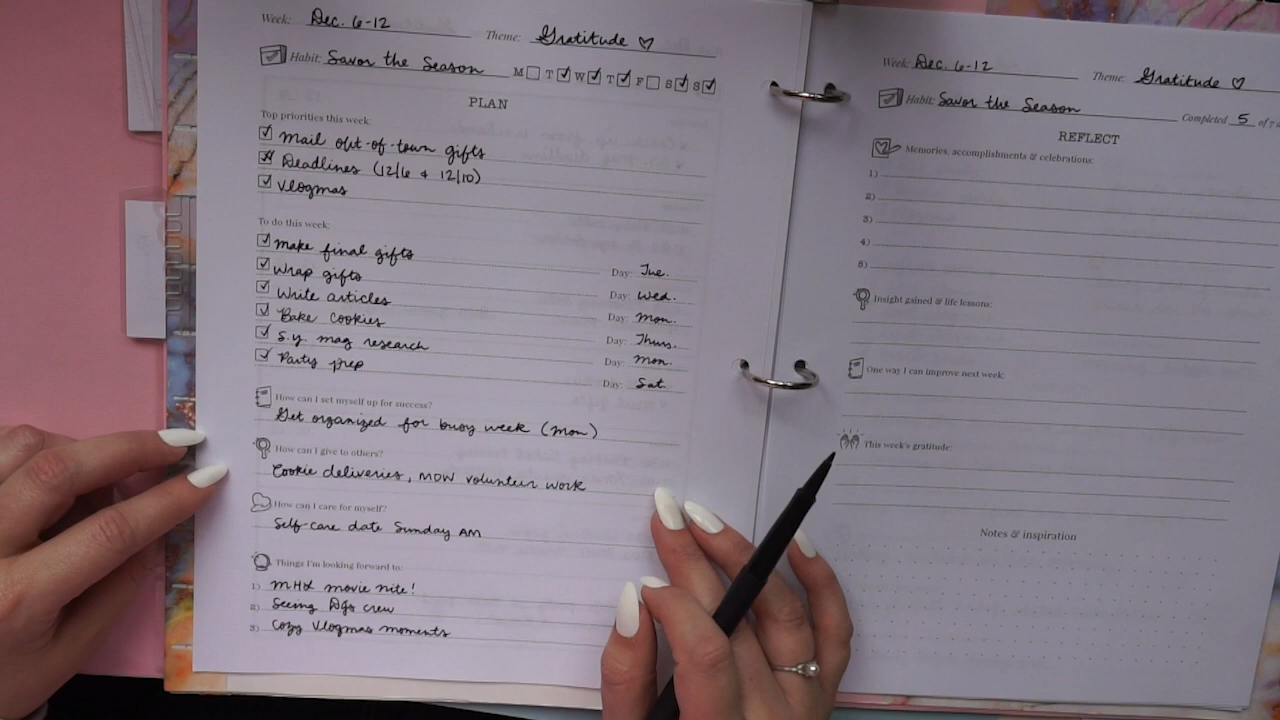 Week: Dec. 6-12 Theme: Gratitude ♡
Habit: Savor the Season M T W T F S S
PLAN
Top priorities this week:
Mail out-of-town gifts
Deadlines (12/6 & 12/10)
Vlogmas
To do this week:
Make final gifts Day: Tue.
Wrap gifts Day: Wed.
Write articles Day: Mon.
Bake cookies Day: Thurs.
S.Y. mag research Day: Mon.
Party prep Day: Sat.
How can I set myself up for success?
Get organized for busy week (Mon)
How can I give to others?
Cookie deliveries, MOW volunteer work
How can I care for myself?
Self-care date Sunday AM
Things I'm looking forward to:
1) movie nite!
2) Seeing crew
3) Cozy Vlogmas moments
Week: Dec. 6-12 Theme: Gratitude ♡
Habit: Savor the Season Completed 5 of 7
REFLECT
Memories, accomplishments & celebrations:
1)
2)
3)
4)
5)
Insight gained & life lessons:
One way I can improve next week:
This week's gratitude:
Notes & inspiration